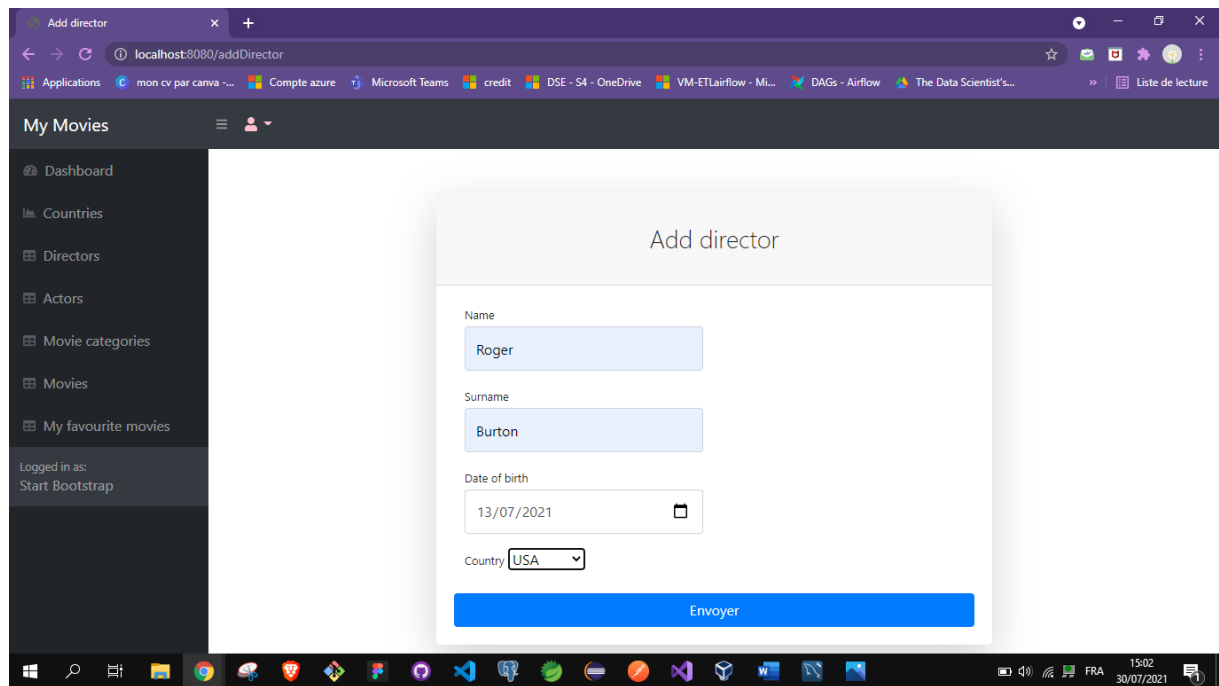 Add director
localhost:8080/addDirector
Applications mon cv par canva -... Compte azure Microsoft Teams credit DSE - S4 - OneDrive VM-ETLairflow - Mi... DAGs - Airflow The Data Scientist's... » Liste de lecture
My Movies
Dashboard
Countries
Directors
Actors
Movie categories
Movies
My favourite movies
Logged in as:
Start Bootstrap
Add director
Name
Roger
Surname
Burton
Date of birth
13/07/2021
Country USA
Envoyer
FRA
15:02
30/07/2021
1